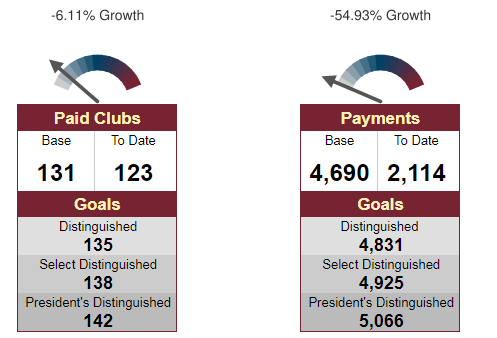 -6.11% Growth
Paid Clubs
Base To Date
131 123
Goals
Distinguished
135
Select Distinguished
138
President's Distinguished
142
-54.93% Growth
Payments
Base To Date
4,690 2,114
Goals
Distinguished
4,831
Select Distinguished
4,925
President's Distinguished
5,066